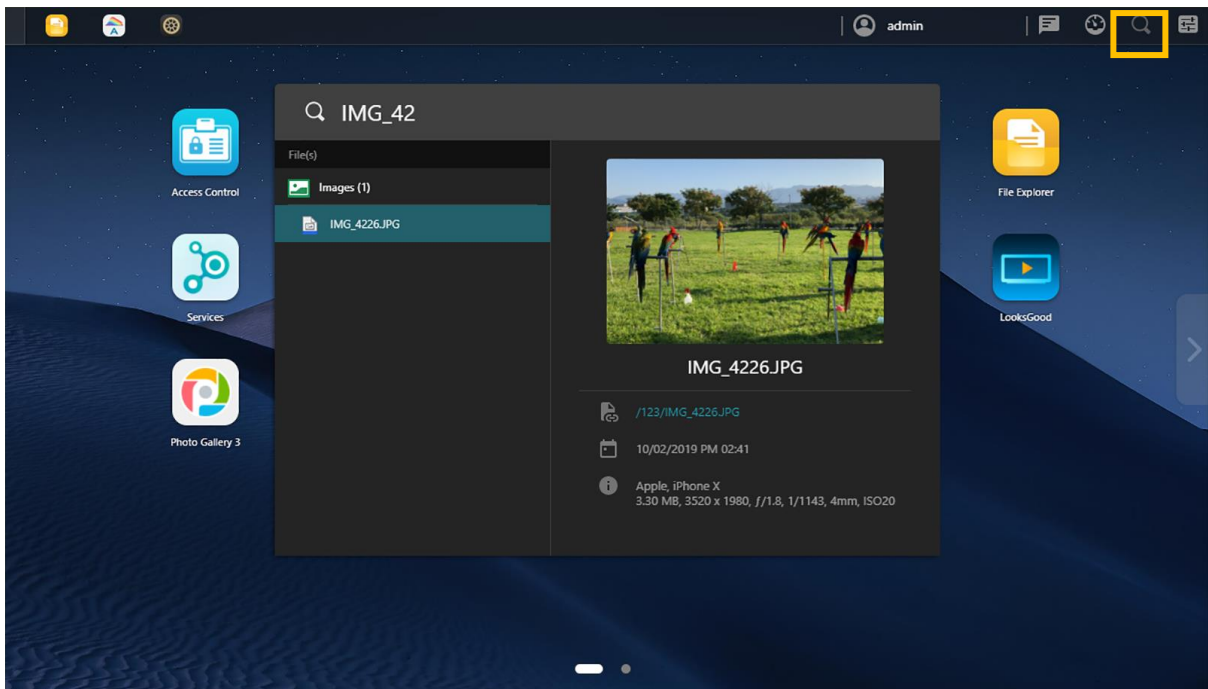 admin
IMG_42
File(s)
Images (1)
IMG_4226.JPG
IMG_4226.JPG
/123/IMG_4226.JPG
10/02/2019 PM 02:41
Apple, iPhone X
3.30 MB, 3520 x 1980, ƒ/1.8, 1/1143, 4mm, ISO20
Access Control
Services
Photo Gallery 3
File Explorer
LooksGood